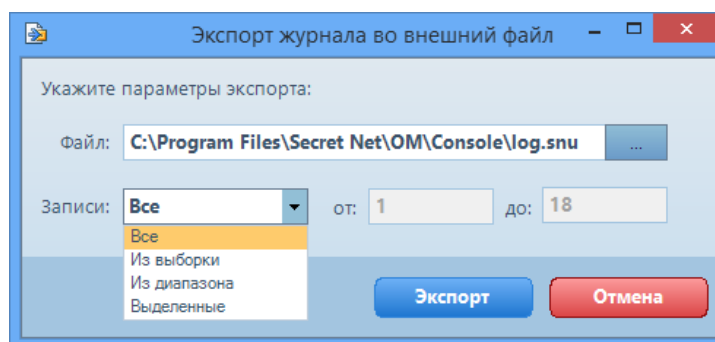 Экспорт журнала во внешний файл
Укажите параметры экспорта:
Файл: C:\Program Files\Secret Net\OM\Console\log.snu ...
Записи: Все от: 1 до: 18
Все
Из выборки
Из диапазона
Выделенные
Экспорт Отмена